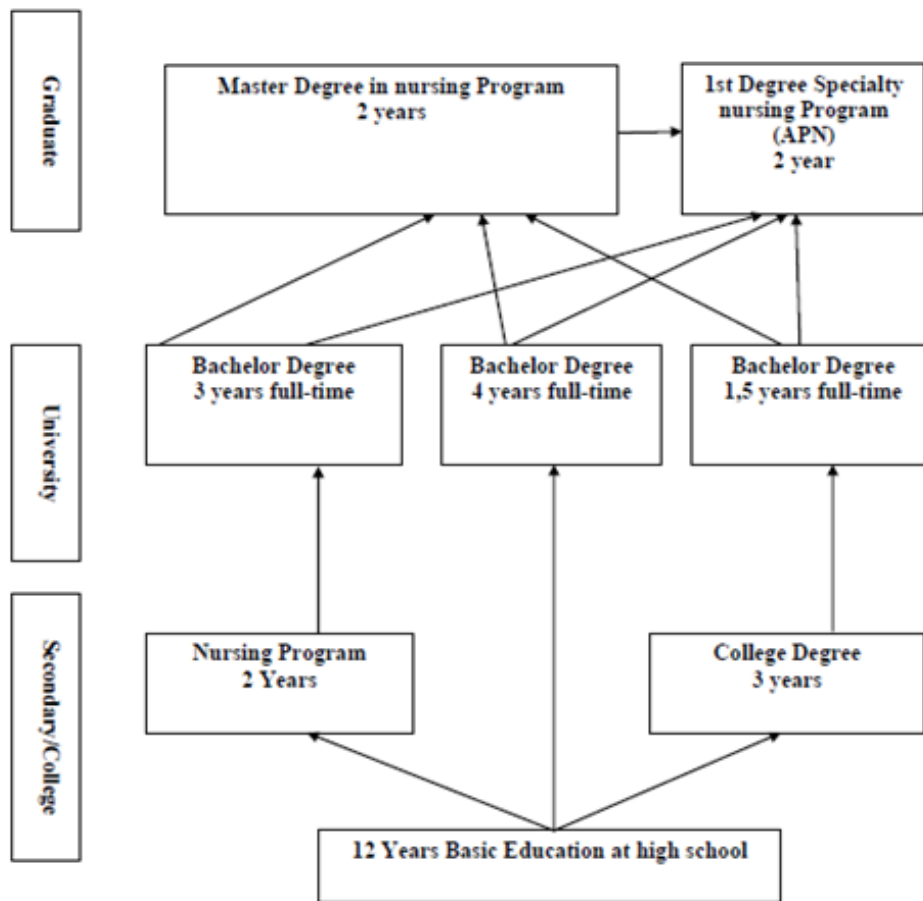 Graduate
Master Degree in nursing Program
2 years
1st Degree Specialty
nursing Program
(APN)
2 year
University
Bachelor Degree
3 years full-time
Bachelor Degree
4 years full-time
Bachelor Degree
1,5 years full-time
Secondary/College
Nursing Program
2 Years
College Degree
3 years
12 Years Basic Education at high school